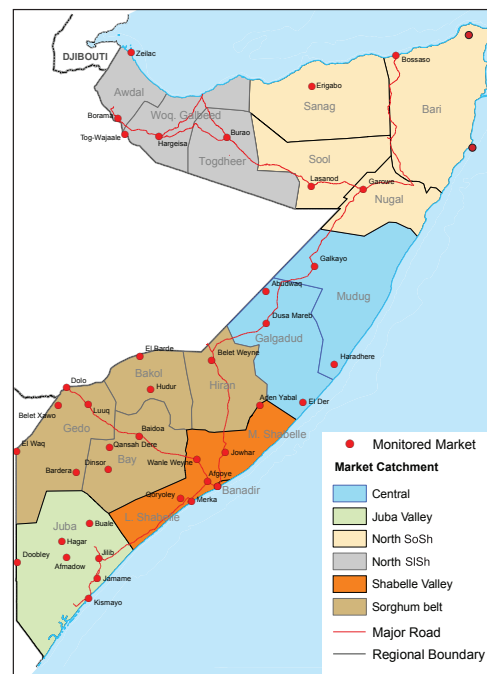 DJIBOUTI
Zeilac
Bossaso
Awdal
Erigabo
Sanag
Bari
Borama
Woq. Galbeed
Tog-Wajaale
Hargeisa
Burao
Togdheer
Sool
Lasanod
Garowe
Nugal
Galkayo
Abudwaq
Mudug
Dusa Mareb
Galgadud
El Barde
Belet Weyne
Haradhere
Bakol
Hiran
Dolo
Hudur
Belet Xawo
Luuq
Aden Yabal
El Der
Gedo
Baidoa
M. Shabelle
El Waq
Qansah Dere
Jowhar
Bay
Wanle Weyne
Dinsor
Bardera
Afgoye
Banadir
Qoryoley
Merka
L. Shabelle
Juba
Buale
Hagar
Doobley
Afmadow
Jilib
Jamame
Kismayo
Monitored Market
Market Catchment
Central
Juba Valley
North SoSh
North SlSh
Shabelle Valley
Sorghum belt
Major Road
Regional Boundary